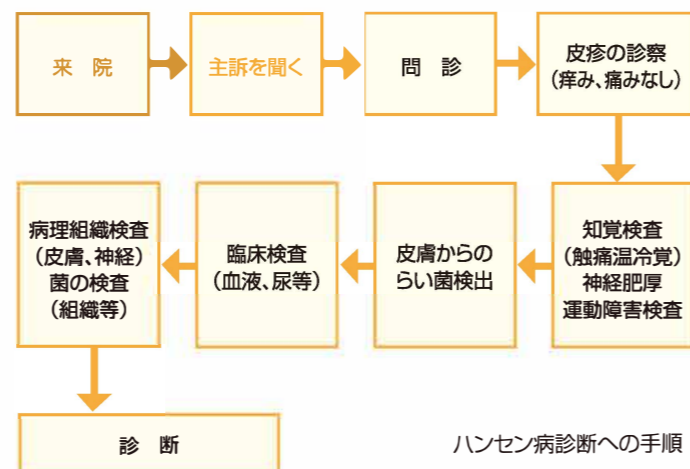 来 院
主訴を聞く
問 診
皮疹の診察
(痒み、痛みなし)
知覚検査
(触痛温冷覚)
神経肥厚
運動障害検査
皮膚からの
らい菌検出
臨床検査
(血液、尿等)
病理組織検査
(皮膚、神経)
菌の検査
(組織等)
診 断
ハンセン病診断への手順